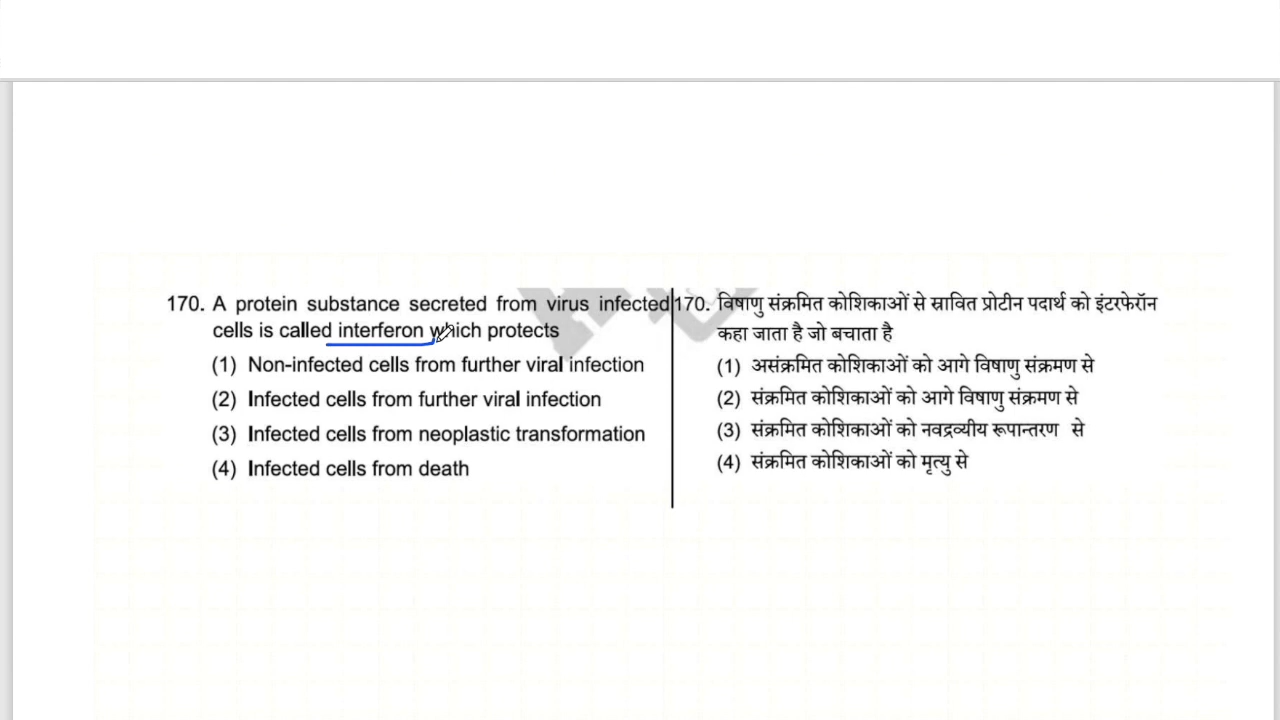 170. A protein substance secreted from virus infected
cells is called interferon which protects
(1) Non-infected cells from further viral infection
(2) Infected cells from further viral infection
(3) Infected cells from neoplastic transformation
(4) Infected cells from death
170. विषाणु संक्रमित कोशिकाओं से स्रावित प्रोटीन पदार्थ को इंटरफेरॉन
कहा जाता है जो बचाता है
(1) असंक्रमित कोशिकाओं को आगे विषाणु संक्रमण से
(2) संक्रमित कोशिकाओं को आगे विषाणु संक्रमण से
(3) संक्रमित कोशिकाओं को नवद्रव्यीय रूपान्तरण से
(4) संक्रमित कोशिकाओं को मृत्यु से